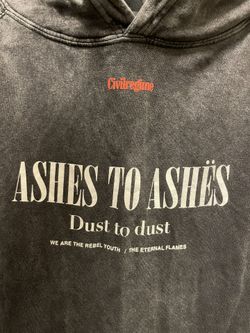 Civilregime
ASHES TO ASHËS
Dust to dust
WE ARE THE REBEL YOUTH / THE ETERNAL FLAMES